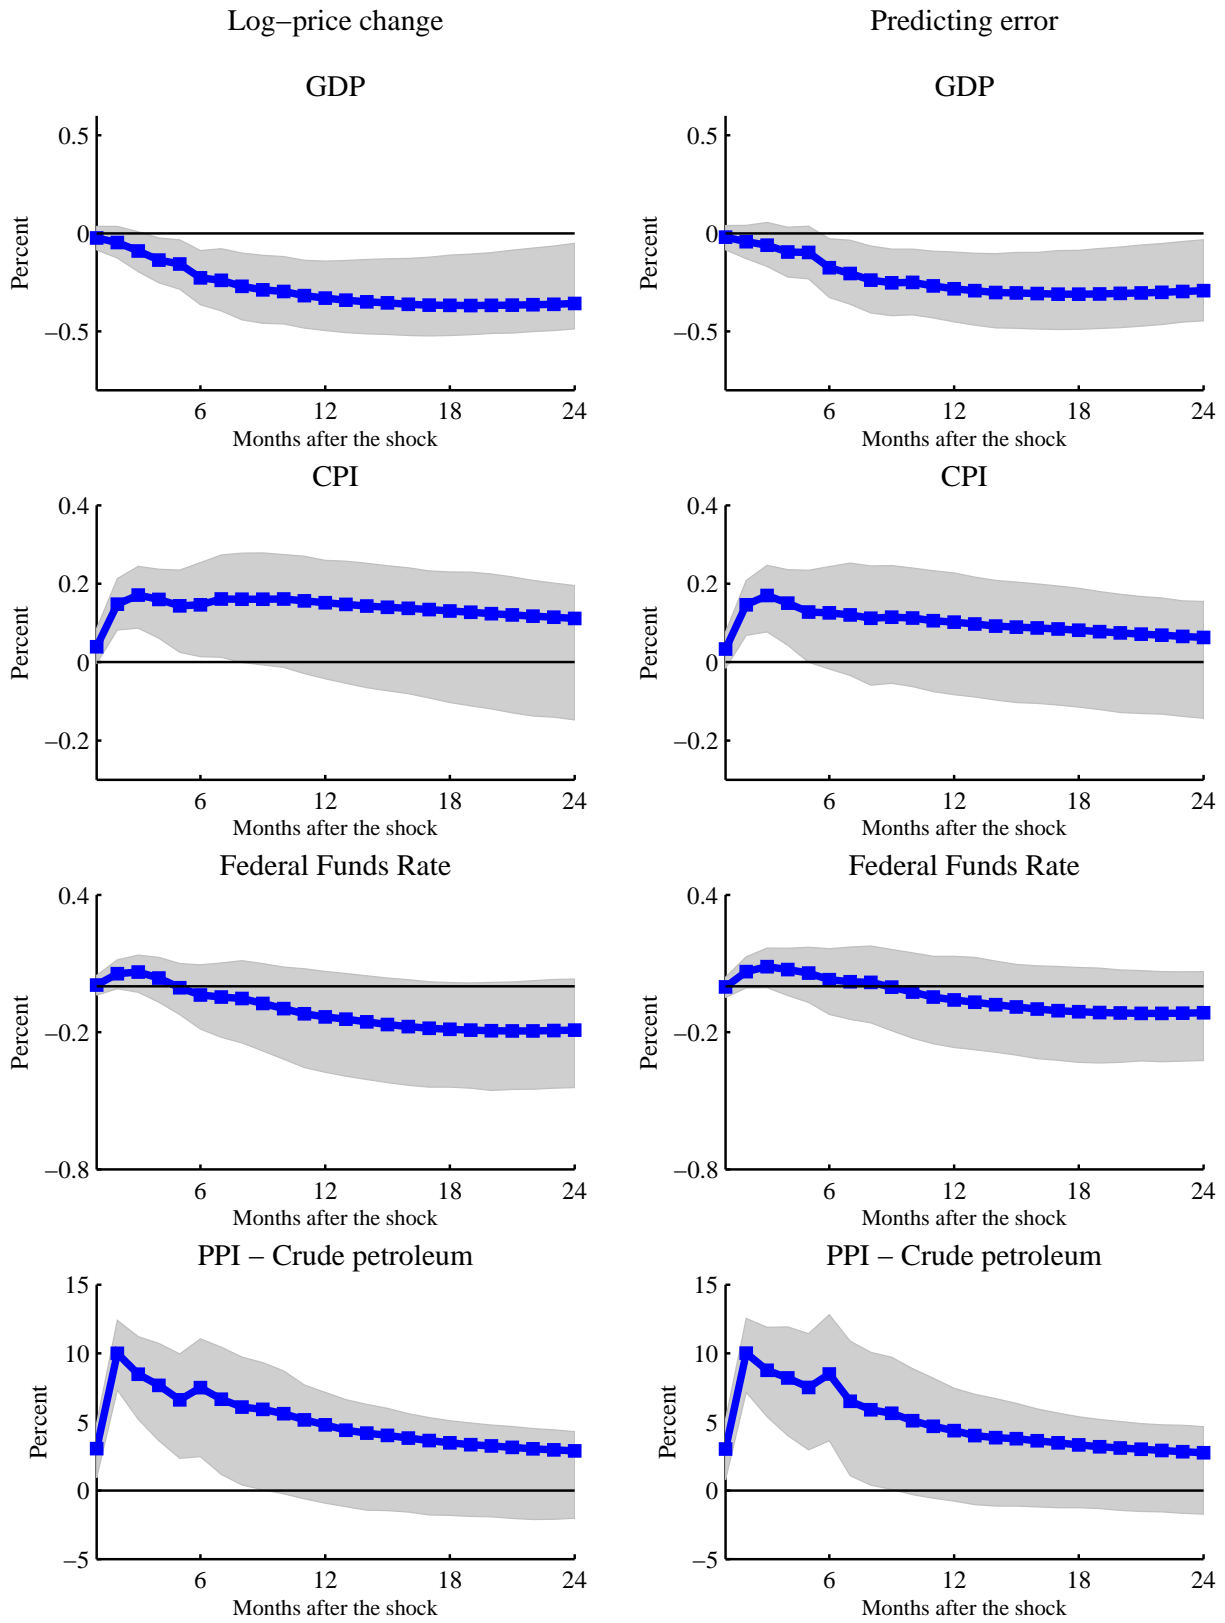 Log−price change
Predicting error
GDP
GDP
0.5
0
−0.5
Percent
6 12 18 24
Months after the shock
0.5
0
−0.5
Percent
6 12 18 24
Months after the shock
CPI
CPI
0.4
0.2
0
−0.2
Percent
6 12 18 24
Months after the shock
0.4
0.2
0
−0.2
Percent
6 12 18 24
Months after the shock
Federal Funds Rate
Federal Funds Rate
0.4
−0.2
−0.8
Percent
6 12 18 24
Months after the shock
0.4
−0.2
−0.8
Percent
6 12 18 24
Months after the shock
PPI − Crude petroleum
PPI − Crude petroleum
15
10
5
0
−5
Percent
6 12 18 24
Months after the shock
15
10
5
0
−5
Percent
6 12 18 24
Months after the shock